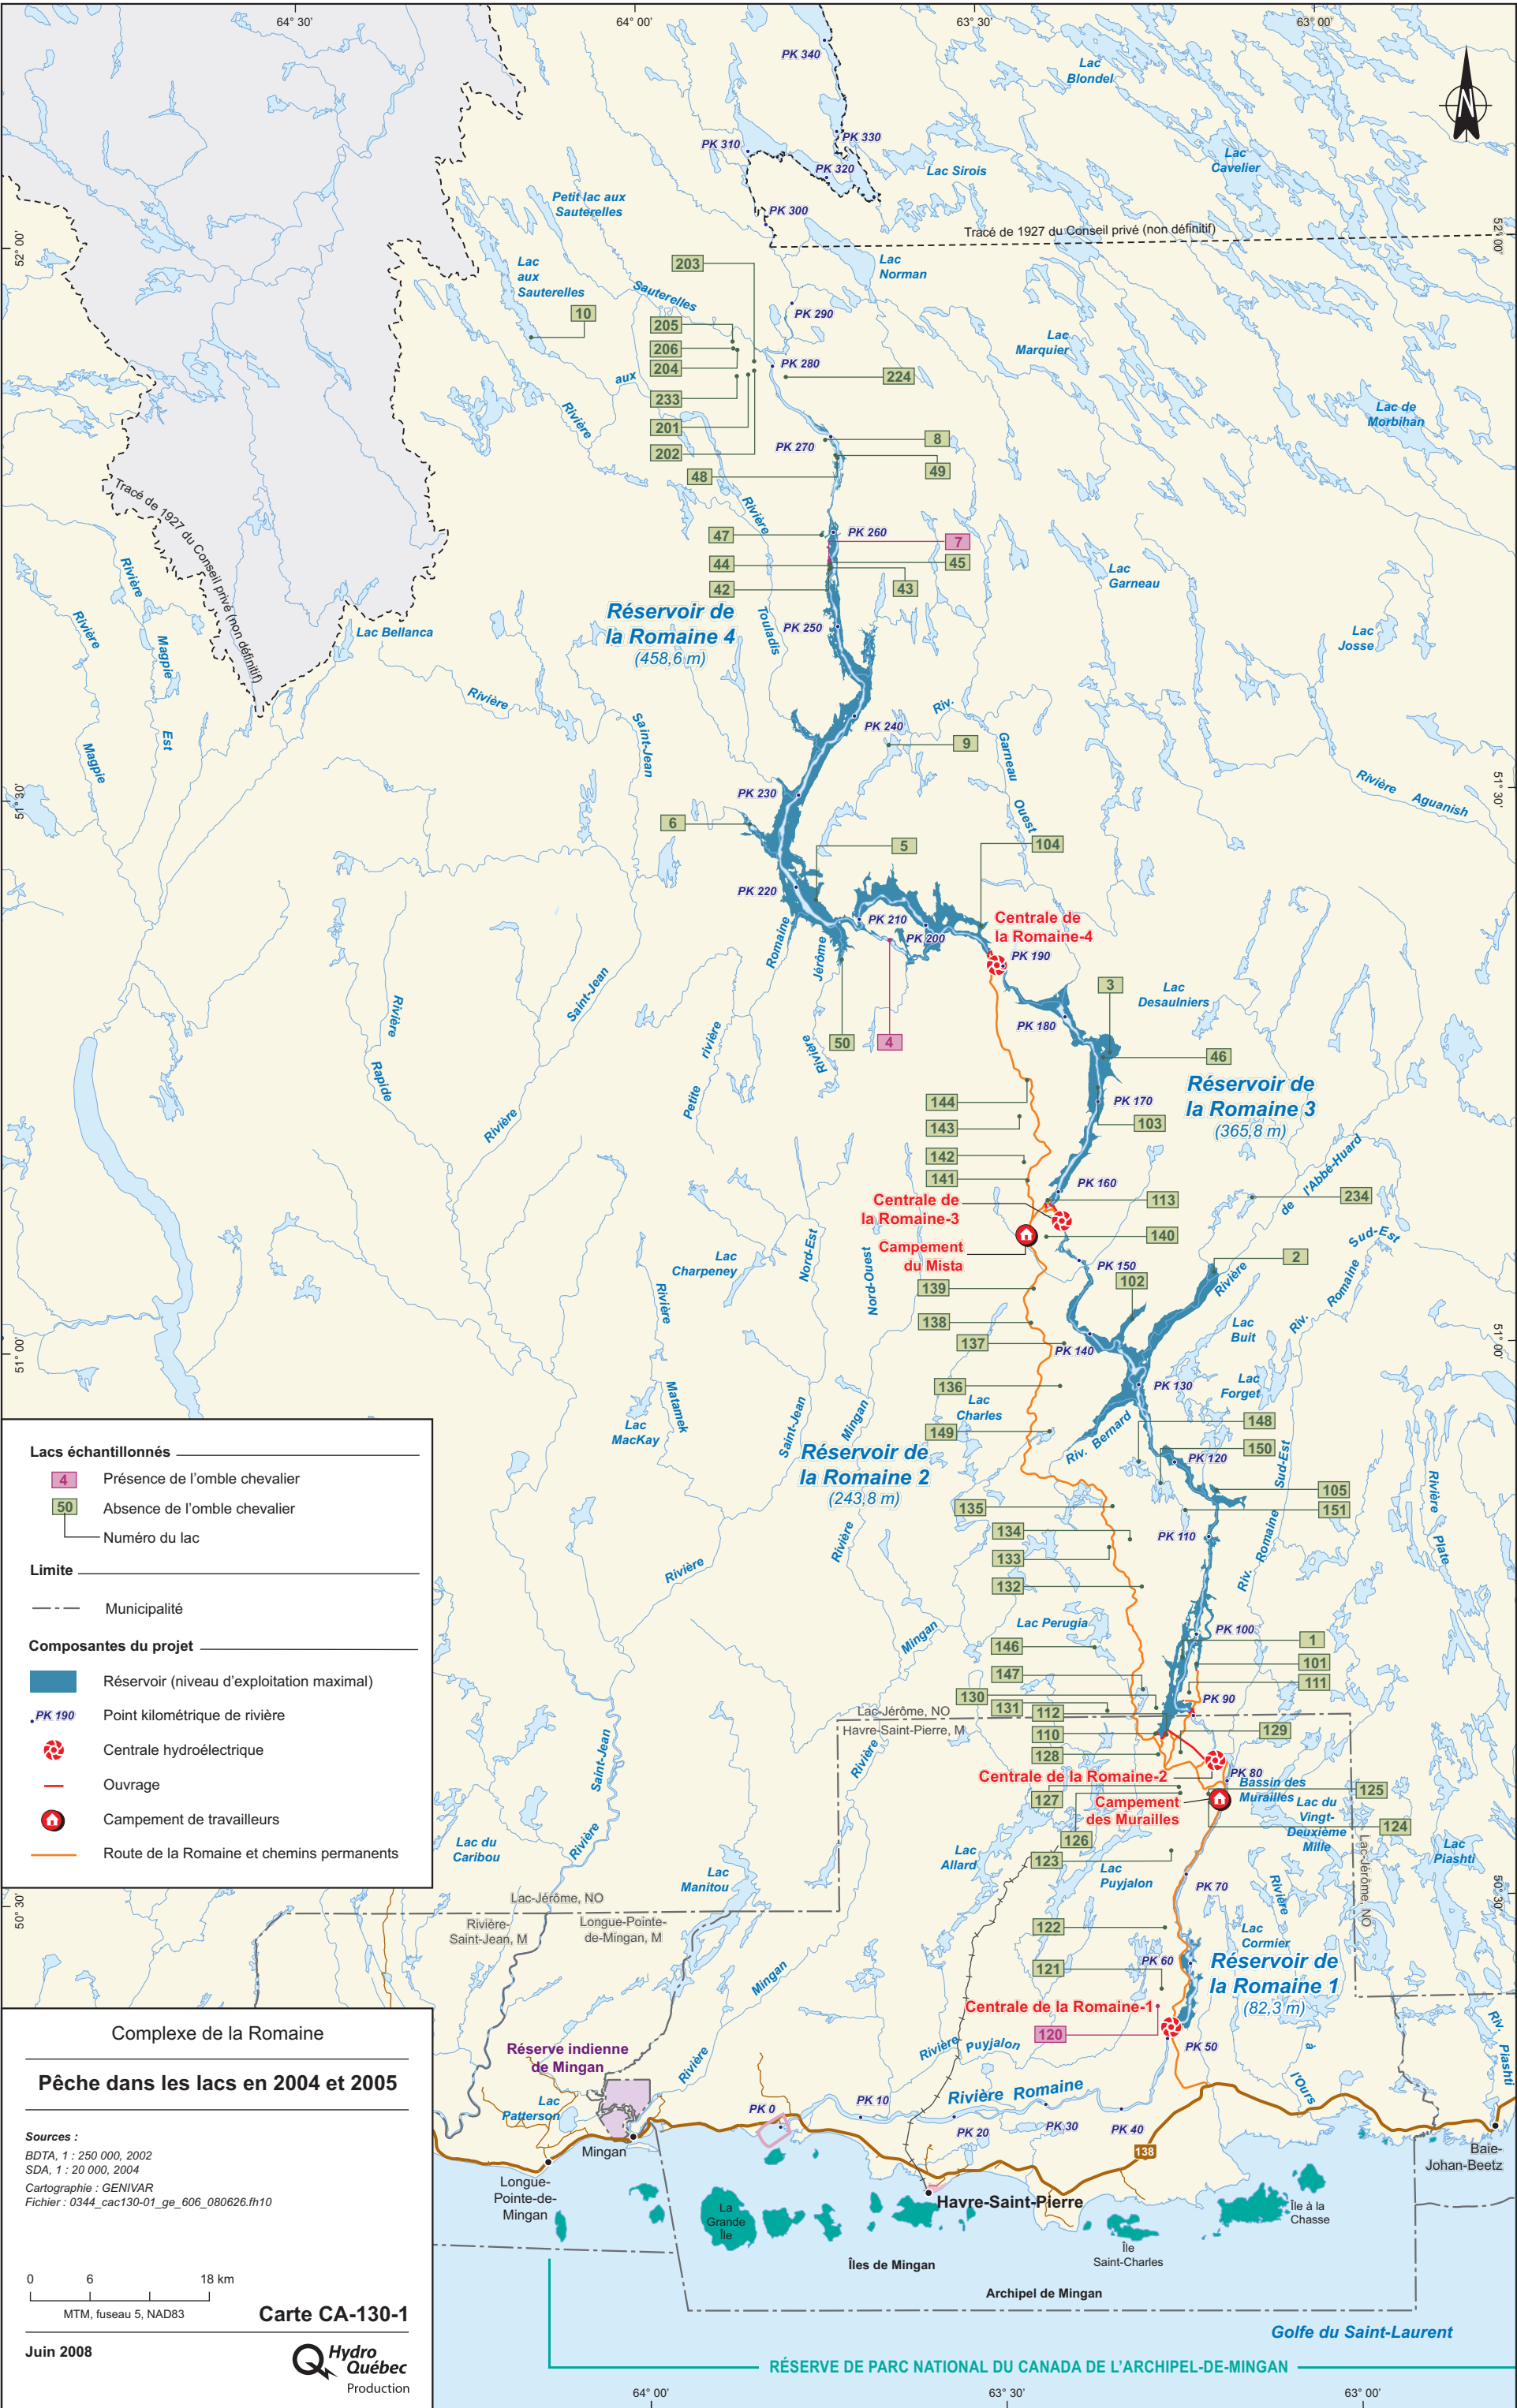 64° 30'
64° 00'
63° 30'
63° 00'
PK 340
Lac
Blondel
N
PK 330
PK 310
PK 320
Lac
Cavelier
Lac Sirois
Petit lac aux
Sauterelles
PK 300
Tracé de 1927 du Conseil privé (non définitif)
52° 00'
52° 00'
Lac
aux
Sauterelles
203
Lac
Norman
Sauterelles
10
205
PK 290
206
Lac
Marquier
204
PK 280
aux
224
233
Rivière
Lac de
Morbihan
201
8
PK 270
202
49
48
Tracé de 1927 du Conseil privé (non définitif)
Rivière
47
PK 260
7
44
45
Lac
Garneau
42
43
Rivière
Magpie
Est
Rivière
Magpie
Réservoir de
la Romaine 4
(458,6 m)
Touladis
PK 250
Lac Bellanca
Lac
Josse
Rivière
Saint-Jean
Riv.
Garneau
Ouest
PK 240
9
51° 30'
51° 30'
PK 230
Rivière Aguanish
6
5
104
PK 220
PK 210
Centrale de
la Romaine-4
PK 200
PK 190
Romaine
Jérôme
Rivière
Petite
rivière
3
Lac
Desaulniers
Saint-Jean
Rivière
Rivière
Rapide
PK 180
50
4
46
Réservoir de
la Romaine 3
(365,8 m)
144
PK 170
143
103
142
141
PK 160
de l'Abbé-Huard
234
Centrale de
la Romaine-3
113
Campement
du Mista
140
Sud-Est
Lac
Charpeney
Nord-Est
Nord-Ouest
PK 150
2
102
Rivière
Romaine
Riv.
139
Rivière
Matamek
138
Lac
Buit
137
PK 140
51° 00'
51° 00'
136
PK 130
Lac
Forget
Lac
Charles
Lac
MacKay
Saint-Jean
Mingan
149
Riv. Bernard
148
Réservoir de
la Romaine 2
(243,8 m)
150
PK 120
Sud-Est
Rivière
Plate
105
135
151
134
PK 110
133
Rivière
Rivière
Riv. Romaine
132
Lac Perugia
Mingan
PK 100
146
1
147
101
130
111
131
PK 90
112
Lac-Jérôme, NO
Havre-Saint-Pierre, M
110
129
128
Rivière
Saint-Jean
Rivière
Centrale de la Romaine-2
PK 80
127
Bassin des
Murailles
125
Campement
des Murailles
Lac du
Vingt-
Deuxième
Mille
124
126
123
Lac-Jérôme, NO
Lac du
Caribou
Lac
Allard
Lac
Puyjalon
Lac
Piashti
Lac
Manitou
PK 70
Rivière
50° 30'
50° 30'
Lac-Jérôme, NO
Rivière-
Saint-Jean, M
Longue-Pointe-
de-Mingan, M
122
Lac
Cormier
PK 60
Réservoir de
la Romaine 1
(82,3 m)
121
Mingan
Centrale de la Romaine-1
120
Rivière Puyjalon
PK 50
à
l'Ours
Riv.
Piashti
Réserve indienne
de Mingan
Rivière
Lac
Patterson
PK 0
PK 10
Rivière Romaine
PK 20
PK 30
PK 40
138
Mingan
Longue-
Pointe-de-
Mingan
Baie-
Johan-Beetz
Havre-Saint-Pierre
La
Grande
Île
Île à la
Chasse
Île
Saint-Charles
Îles de Mingan
Archipel de Mingan
Golfe du Saint-Laurent
RÉSERVE DE PARC NATIONAL DU CANADA DE L'ARCHIPEL-DE-MINGAN
64° 00'
63° 30'
63° 00'
Lacs échantillonnés
4 Présence de l'omble chevalier
50 Absence de l'omble chevalier
Numéro du lac
Limite
Municipalité
Composantes du projet
Réservoir (niveau d'exploitation maximal)
PK 190 Point kilométrique de rivière
Centrale hydroélectrique
Ouvrage
Campement de travailleurs
Route de la Romaine et chemins permanents
Complexe de la Romaine
Pêche dans les lacs en 2004 et 2005
Sources :
BDTA, 1 : 250 000, 2002
SDA, 1 : 20 000, 2004
Cartographie : GENIVAR
Fichier : 0344_cac130-01_ge_606_080626.fh10
0 6 18 km
MTM, fuseau 5, NAD83
Carte CA-130-1
Juin 2008
Hydro
Québec
Production